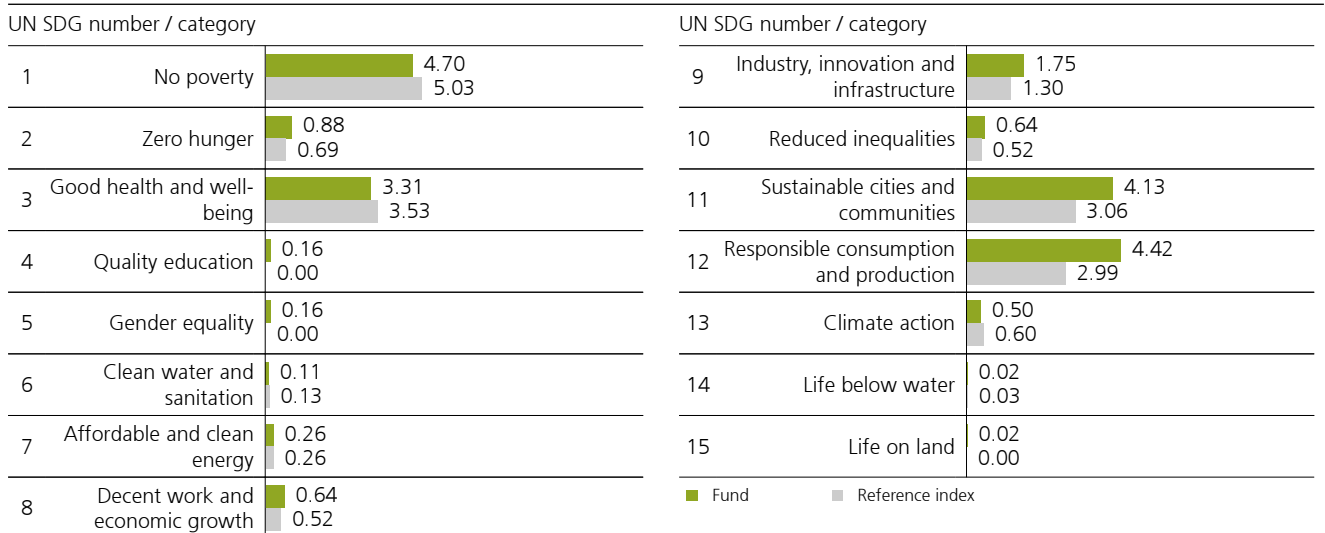 UN SDG number / category
1 No poverty 4.70
5.03
2 Zero hunger 0.88
0.69
3 Good health and well-
being 3.31
3.53
4 Quality education 0.16
0.00
5 Gender equality 0.16
0.00
6 Clean water and
sanitation 0.11
0.13
7 Affordable and clean
energy 0.26
0.26
8 Decent work and
economic growth 0.64
0.52
UN SDG number / category
9 Industry, innovation and
infrastructure 1.75
1.30
10 Reduced inequalities 0.64
0.52
11 Sustainable cities and
communities 4.13
3.06
12 Responsible consumption
and production 4.42
2.99
13 Climate action 0.50
0.60
14 Life below water 0.02
0.03
15 Life on land 0.02
0.00
Fund Reference index